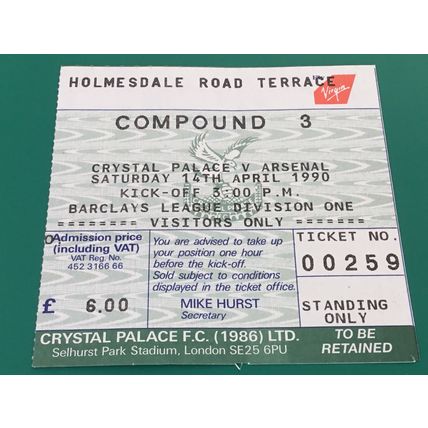 HOLMESDALE ROAD TERRACE
Virgin
COMPOUND 3
CRYSTAL PALACE V ARSENAL
SATURDAY 14TH APRIL 1990
KICK-OFF 3:00 P.M.
BARCLAYS LEAGUE DIVISION ONE
VISITORS ONLY
Admission price
(including VAT)
VAT Reg. No.
452 3166 66
£ 6.00
You are advised to take up
your position one hour
before the kick-off.
Sold subject to conditions
displayed in the ticket office.
MIKE HURST
Secretary
TICKET NO.
00259
STANDING
ONLY
CRYSTAL PALACE F.C. (1986) LTD.
Selhurst Park Stadium, London SE25 6PU
TO BE
RETAINED